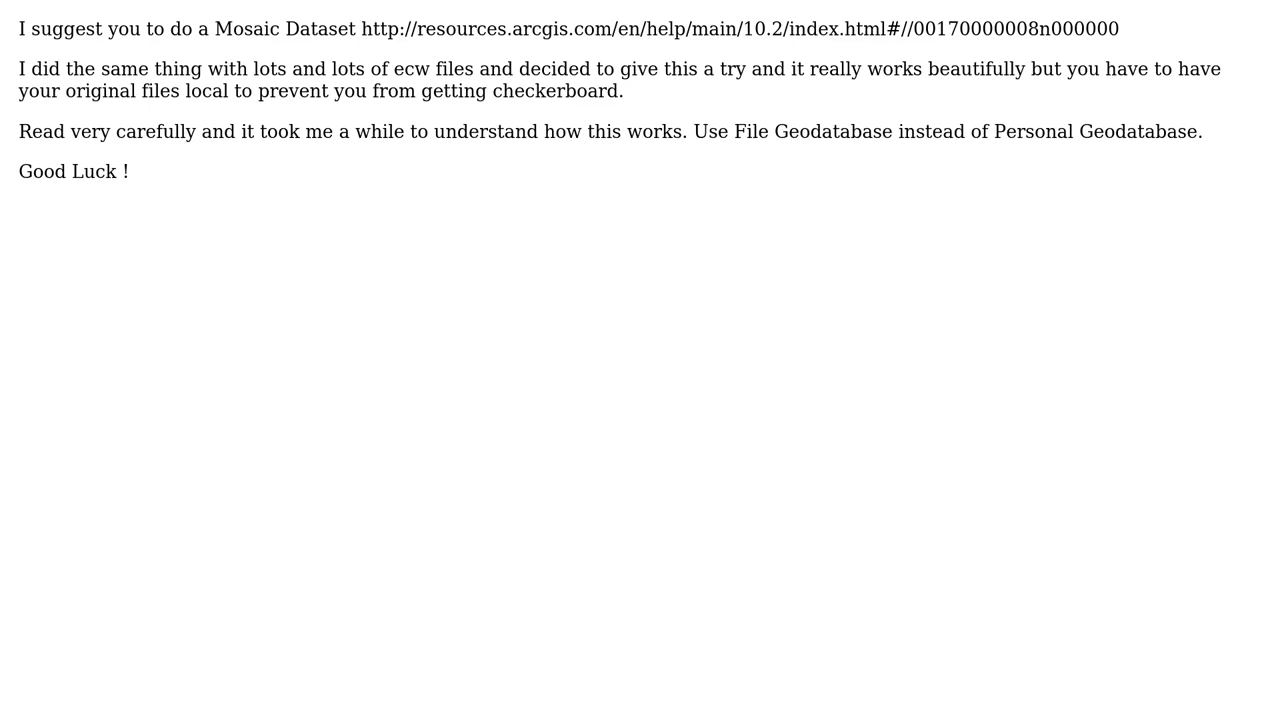 I suggest you to do a Mosaic Dataset http://resources.arcgis.com/en/help/main/10.2/index.html#//00170000008n000000
I did the same thing with lots and lots of ecw files and decided to give this a try and it really works beautifully but you have to have
your original files local to prevent you from getting checkerboard.
Read very carefully and it took me a while to understand how this works. Use File Geodatabase instead of Personal Geodatabase.
Good Luck !